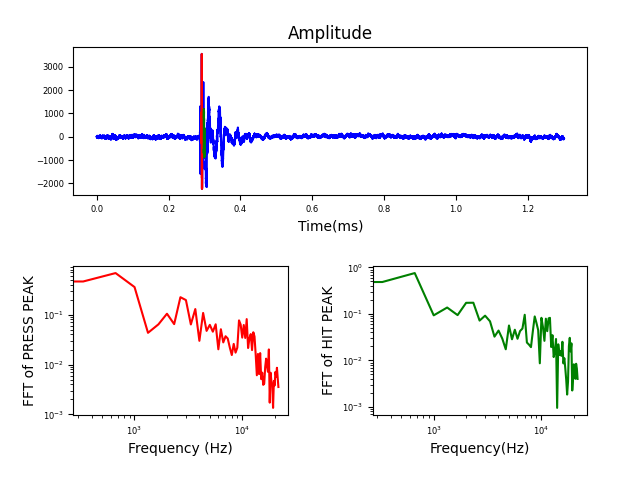 Amplitude
3000
2000
1000
0
−1000
−2000
0.0 0.2 0.4 0.6 0.8 1.0 1.2
Time(ms)
FFT of PRESS PEAK
10⁻¹
10⁻²
10⁻³
10³ 10⁴
Frequency (Hz)
FFT of HIT PEAK
10⁰
10⁻¹
10⁻²
10⁻³
10³ 10⁴
Frequency(Hz)